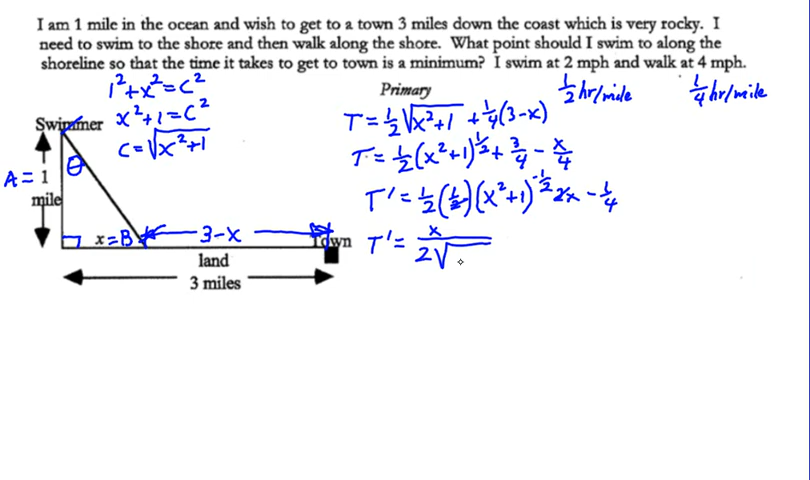 I am 1 mile in the ocean and wish to get to a town 3 miles down the coast which is very rocky. I
need to swim to the shore and then walk along the shore. What point should I swim to along the
shoreline so that the time it takes to get to town is a minimum? I swim at 2 mph and walk at 4 mph.
1² + x² = c²
x² + 1 = c²
c = √(x² + 1)
Swimmer
θ
A = 1
mile
x = B
3 - x
Town
land
3 miles
Primary
1/2 hr/mile
1/4 hr/mile
T = 1/2 √(x² + 1) + 1/4 (3 - x)
T = 1/2 (x² + 1)^1/2 + 3/4 - x/4
T' = 1/2 (1/2)(x² + 1)^-1/2 2x - 1/4
T' = x / 2√